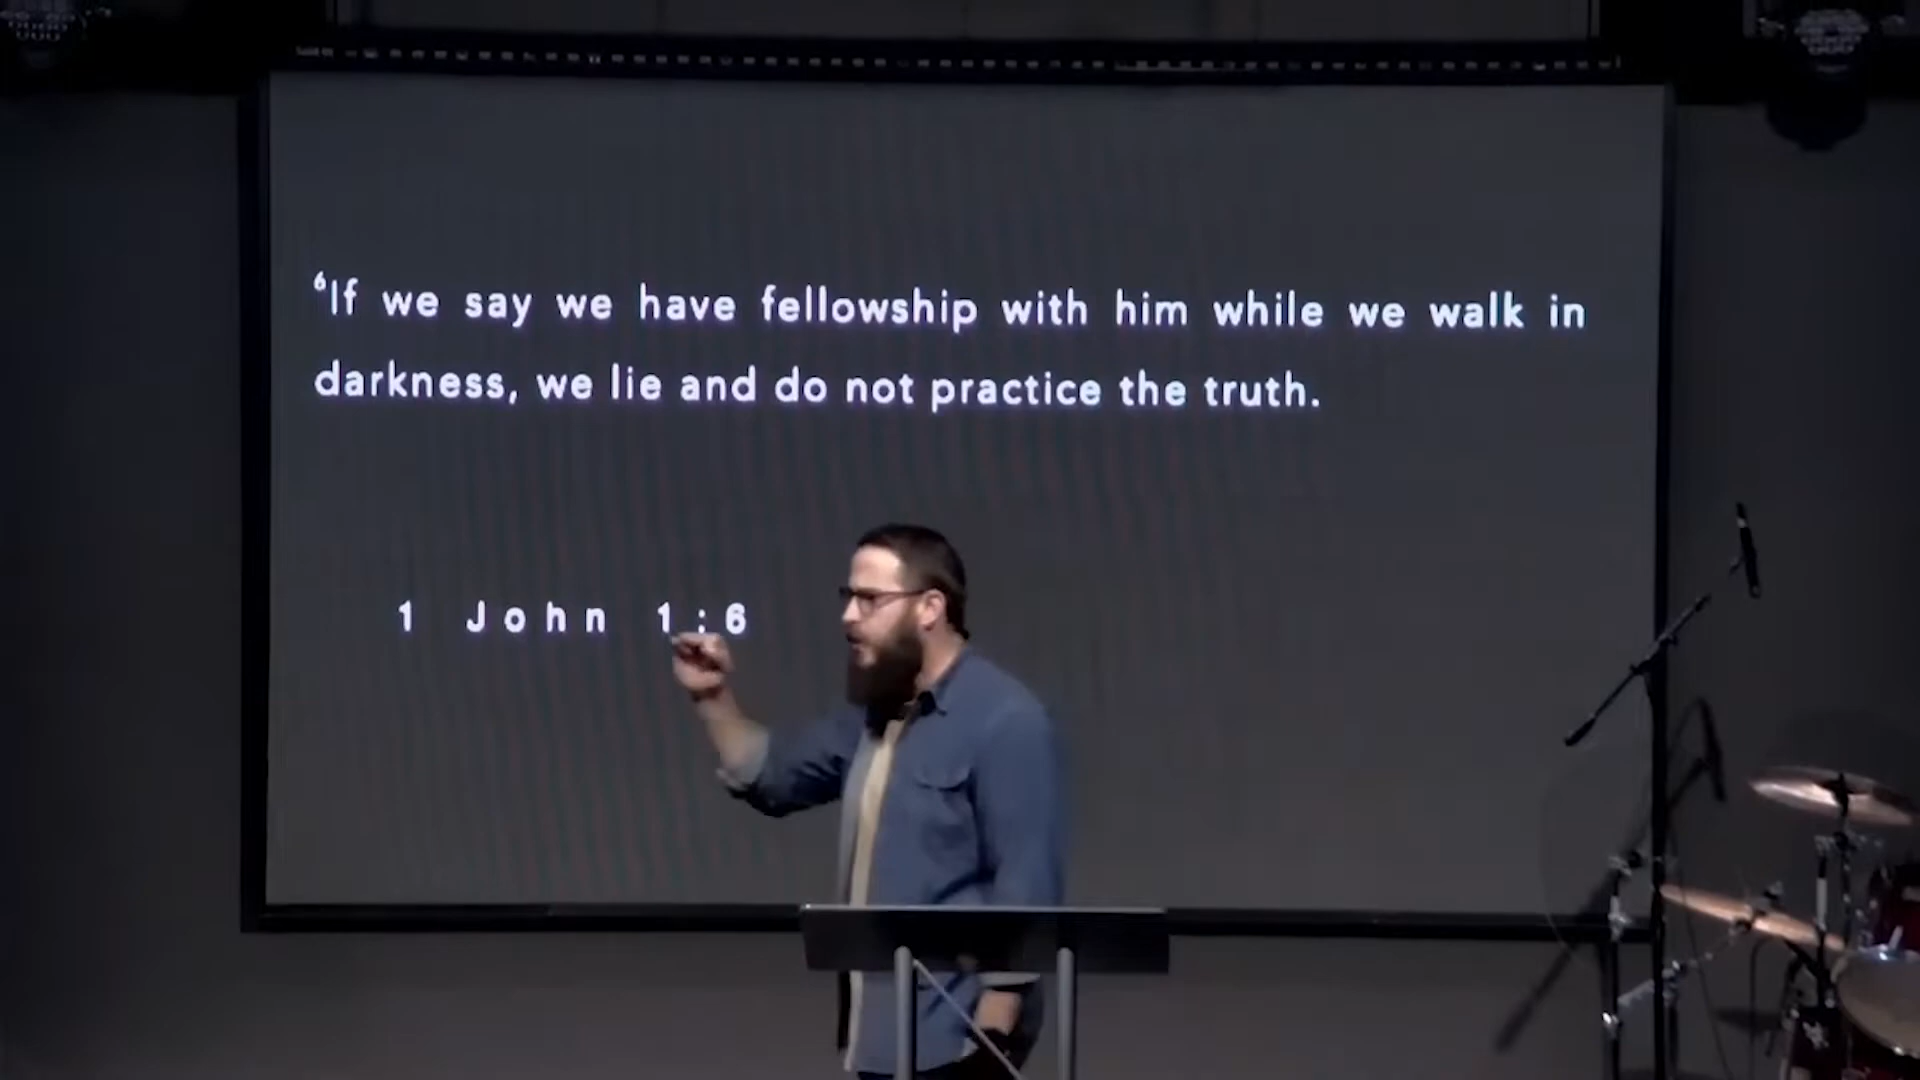 ⁶If we say we have fellowship with him while we walk in
darkness, we lie and do not practice the truth.
1 John 1:6